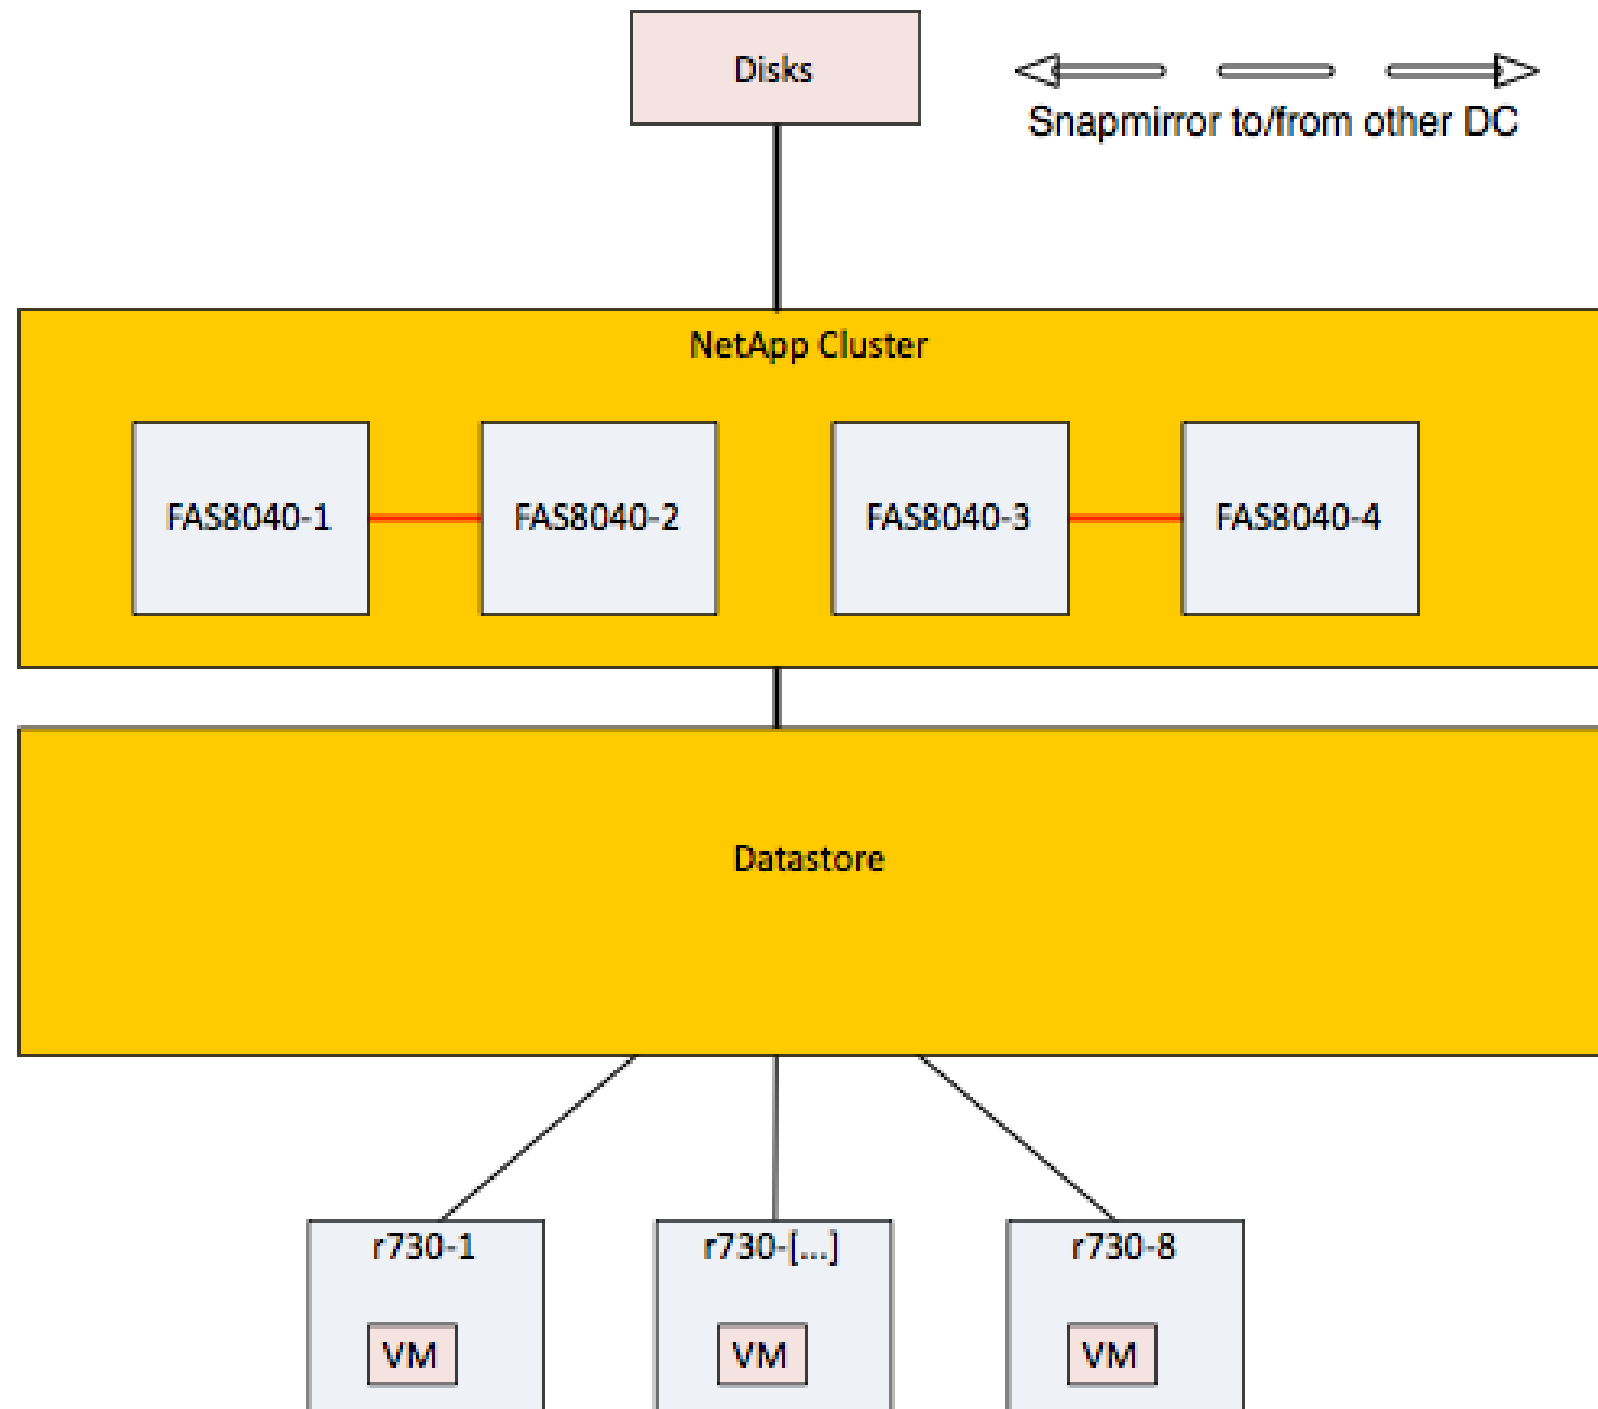 Disks
Snapmirror to/from other DC
NetApp Cluster
FAS8040-1
FAS8040-2
FAS8040-3
FAS8040-4
Datastore
r730-1
r730-[...]
r730-8
VM
VM
VM